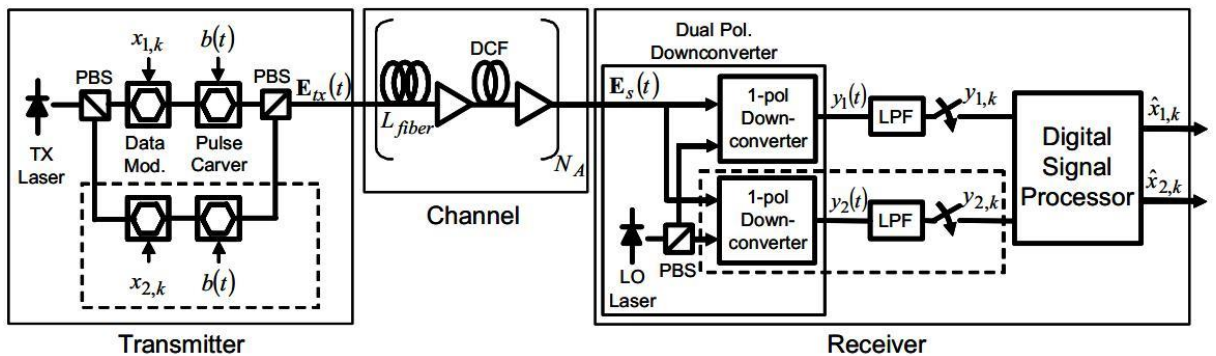 TX
Laser
PBS
x1,k
b(t)
Data
Mod.
Pulse
Carver
PBS
x2,k
b(t)
Transmitter
Etx(t)
Lfiber
DCF
NA
Channel
Es(t)
Dual Pol.
Downconverter
1-pol
Down-
converter
1-pol
Down-
converter
LO
Laser
PBS
y1(t)
LPF
y1,k
y2(t)
LPF
y2,k
Digital
Signal
Processor
x̂1,k
x̂2,k
Receiver